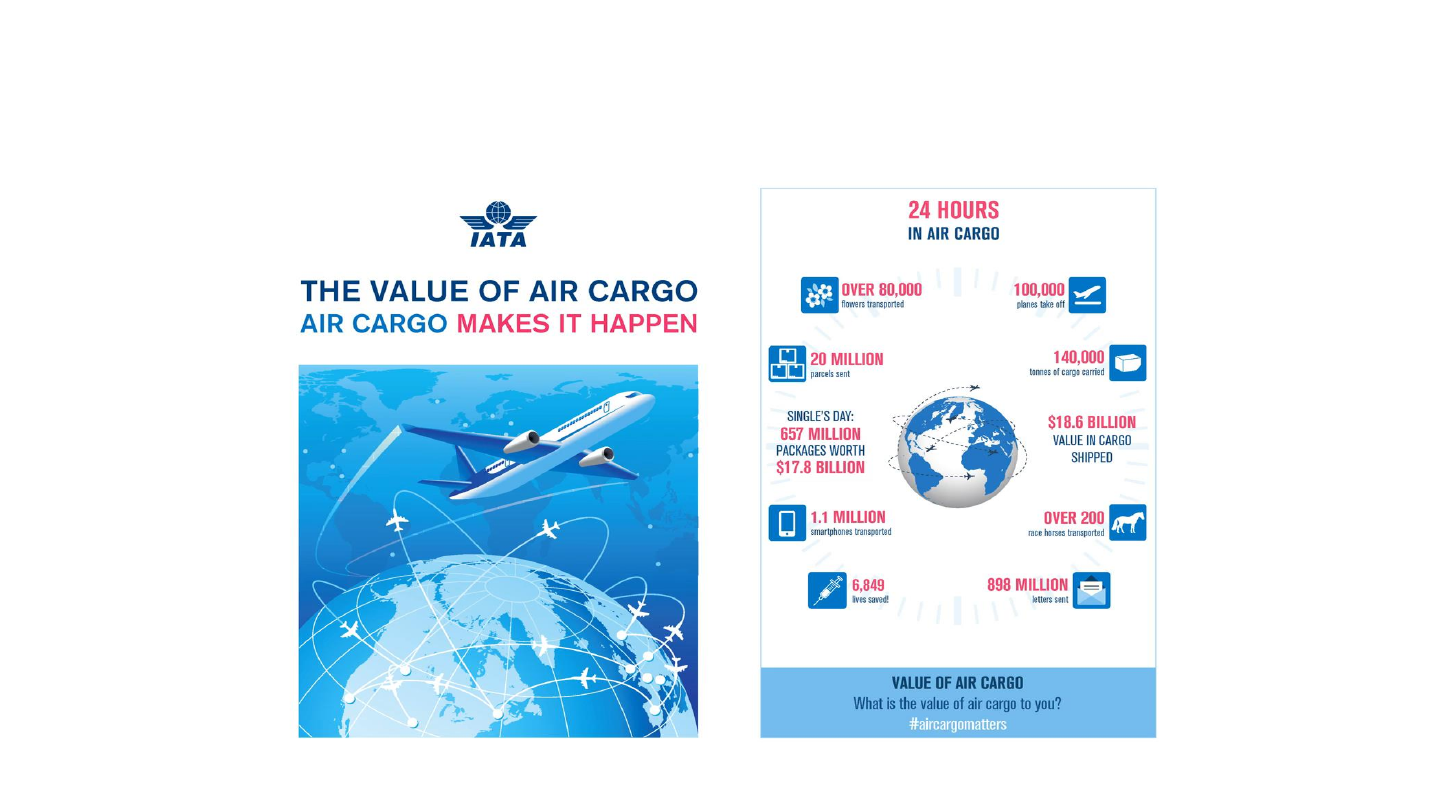 IATA
THE VALUE OF AIR CARGO
AIR CARGO MAKES IT HAPPEN
24 HOURS
IN AIR CARGO
OVER 80,000
flowers transported
100,000
planes take off
20 MILLION
parcels sent
140,000
tonnes of cargo carried
SINGLE'S DAY:
657 MILLION
PACKAGES WORTH
$17.8 BILLION
$18.6 BILLION
VALUE IN CARGO
SHIPPED
1.1 MILLION
smartphones transported
OVER 200
race horses transported
6,849
lives saved!
898 MILLION
letters sent
VALUE OF AIR CARGO
What is the value of air cargo to you?
#aircargomatters